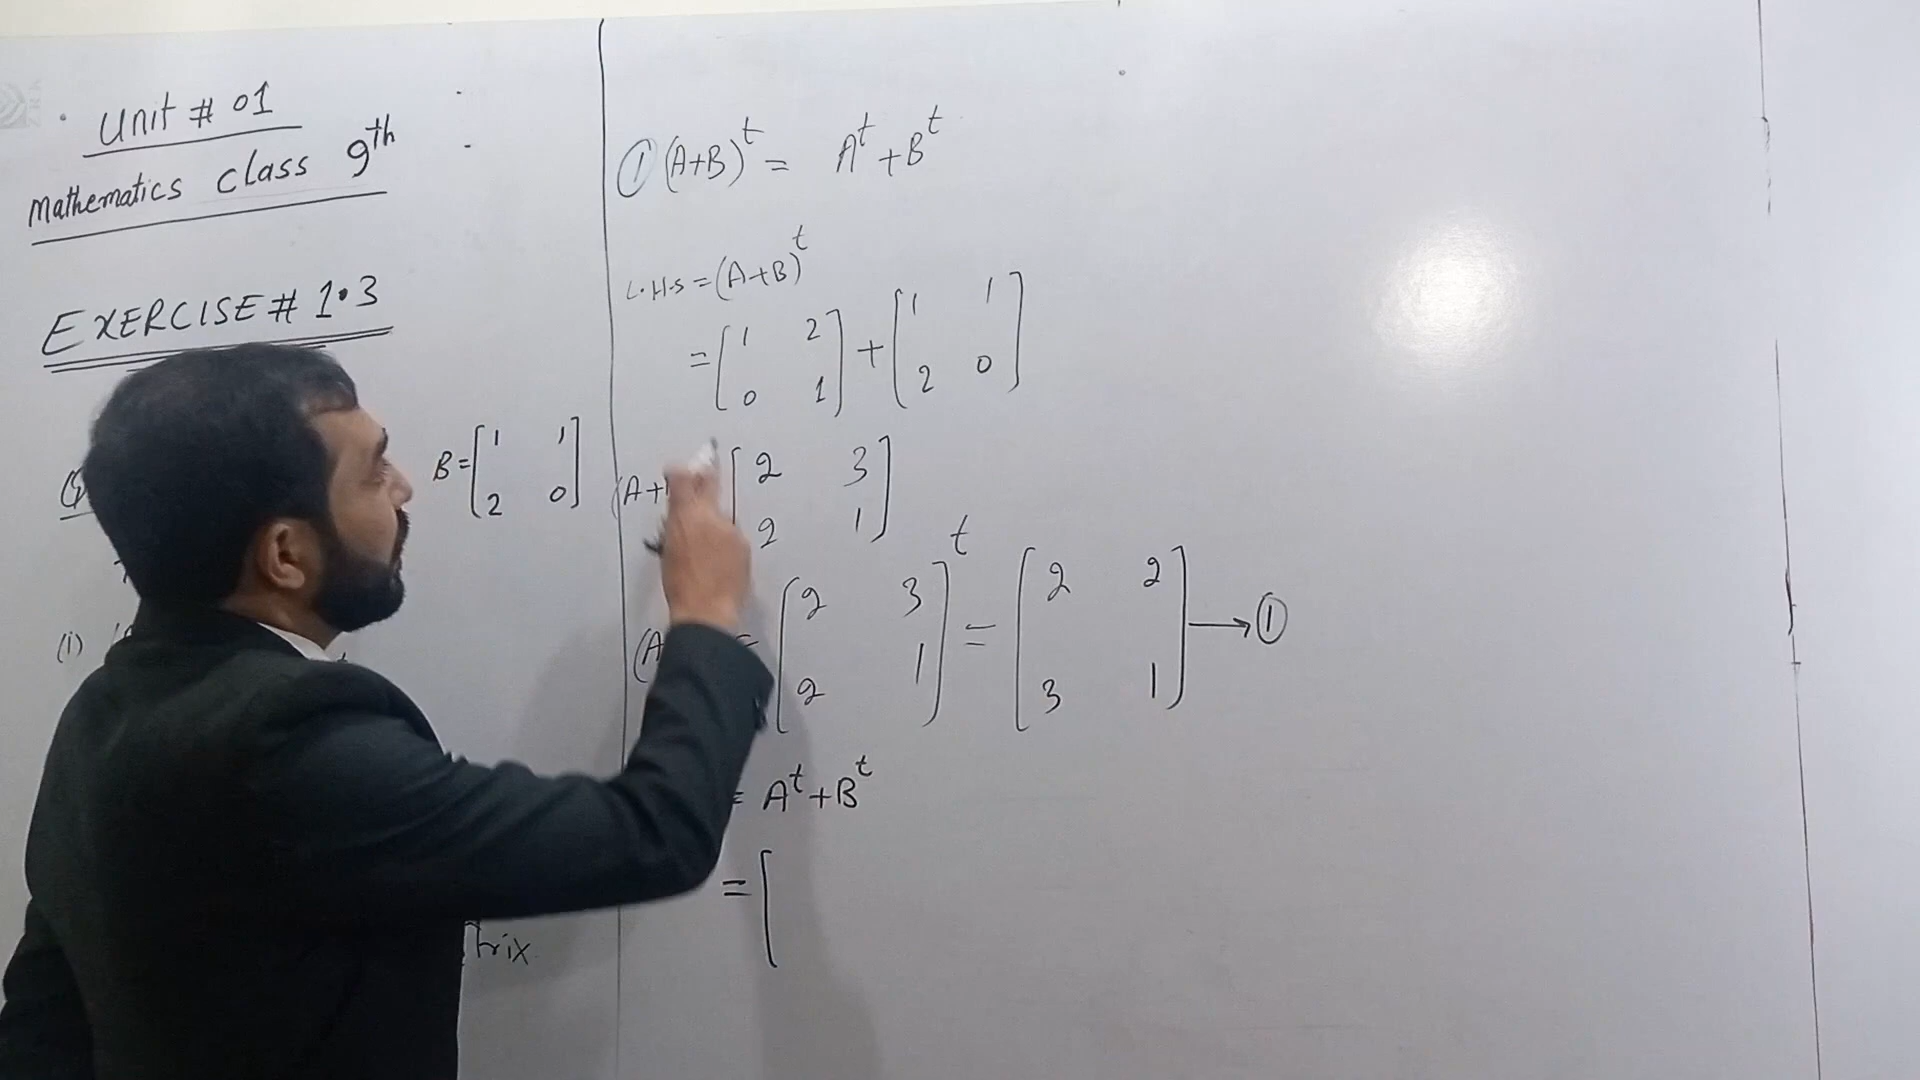 Unit # 01
Mathematics class 9th
EXERCISE # 1.3
B = [1 1
2 0]
(i)
trix
① (A+B)^t = A^t + B^t
L.H.S = (A+B)^t
= [1 2 + [1 1
0 1] 2 0]
(A+ [2 3
2 1]
(A = [2 3 ^t = [2 2 → ①
2 1] 3 1]
= A^t + B^t
= [